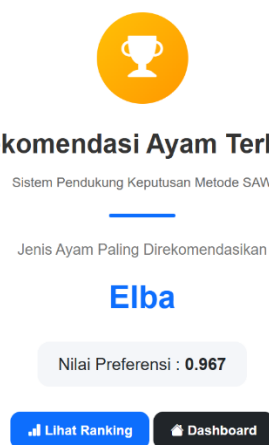 komendasi Ayam Ter
Sistem Pendukung Keputusan Metode SAW
Jenis Ayam Paling Direkomendasikan
Elba
Nilai Preferensi : 0.967
Lihat Ranking
Dashboard